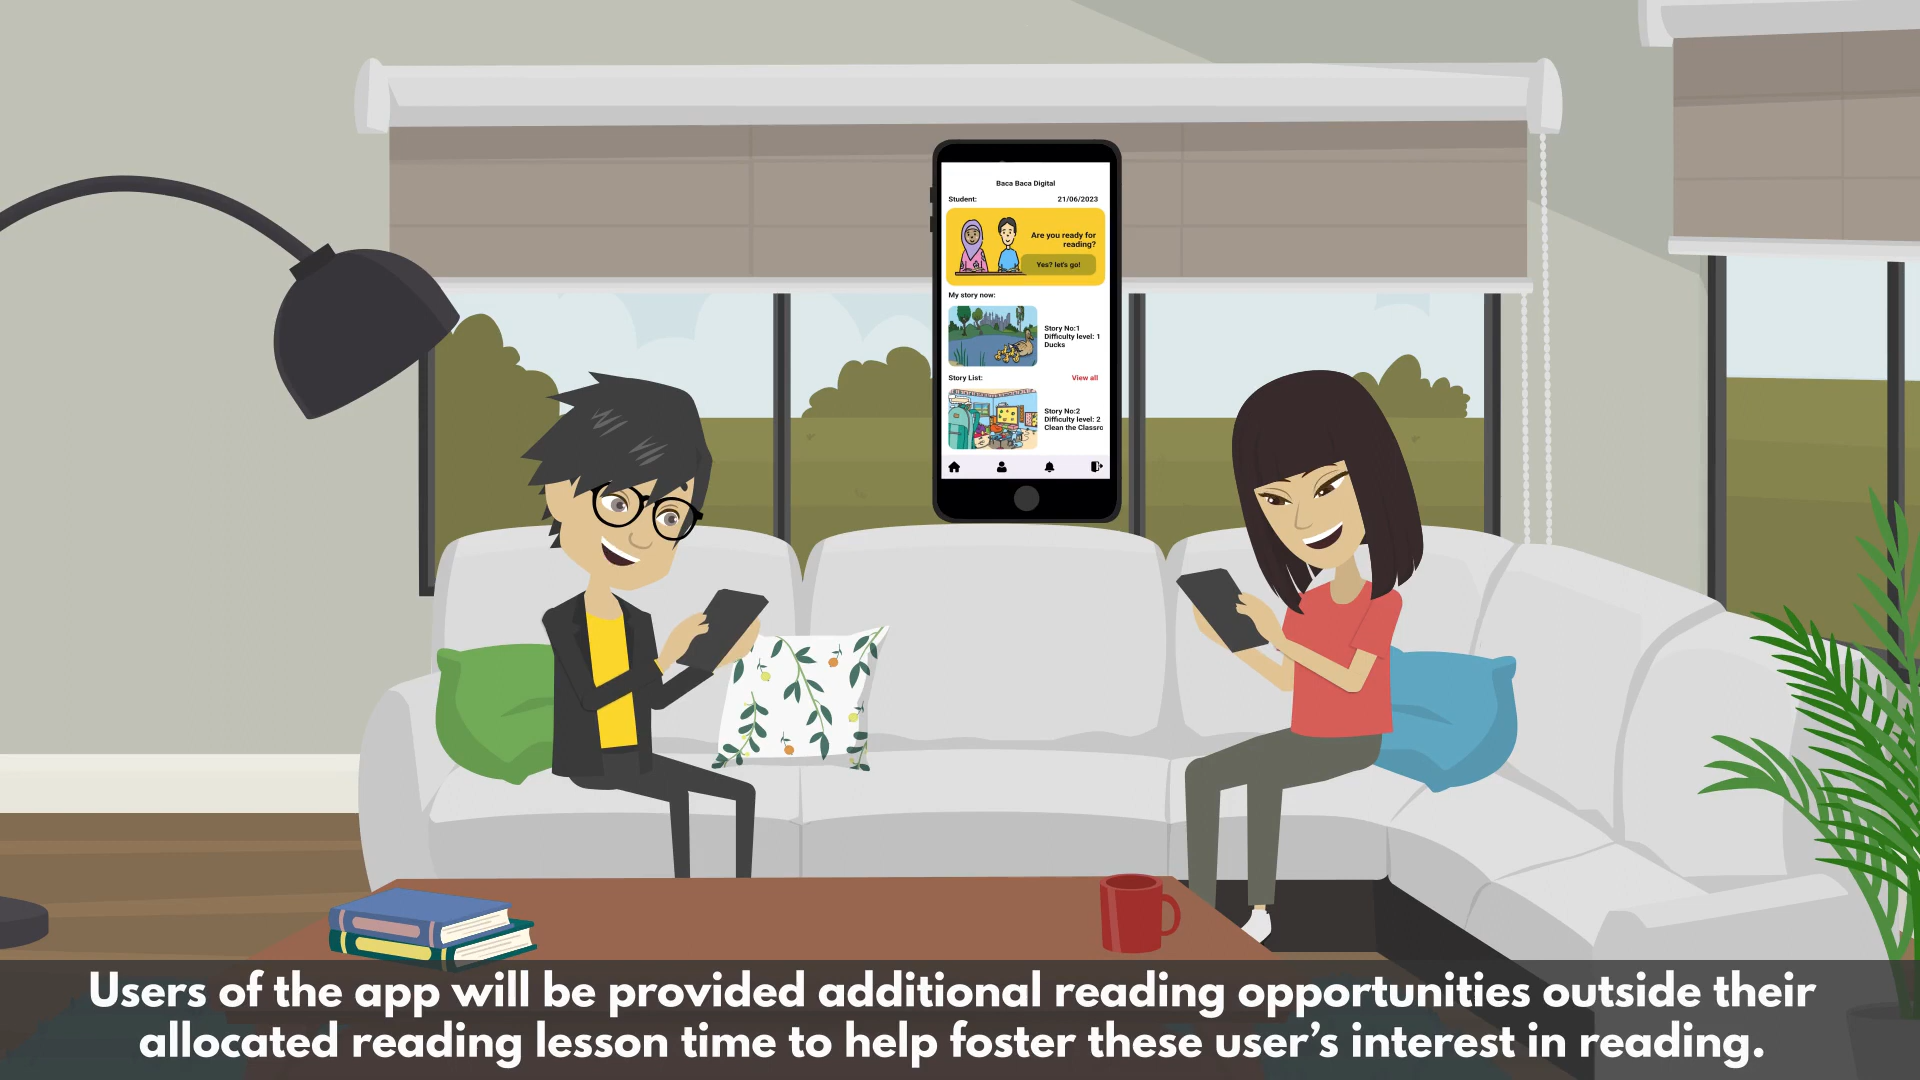 Baca Baca Digital
Student: 21/06/2023
Are you ready for
reading?
Yes? let's go!
My story now:
Story No:1
Difficulty level: 1
Ducks
Story List: View all
Story No:2
Difficulty level: 2
Clean the Classro
Users of the app will be provided additional reading opportunities outside their
allocated reading lesson time to help foster these user’s interest in reading.